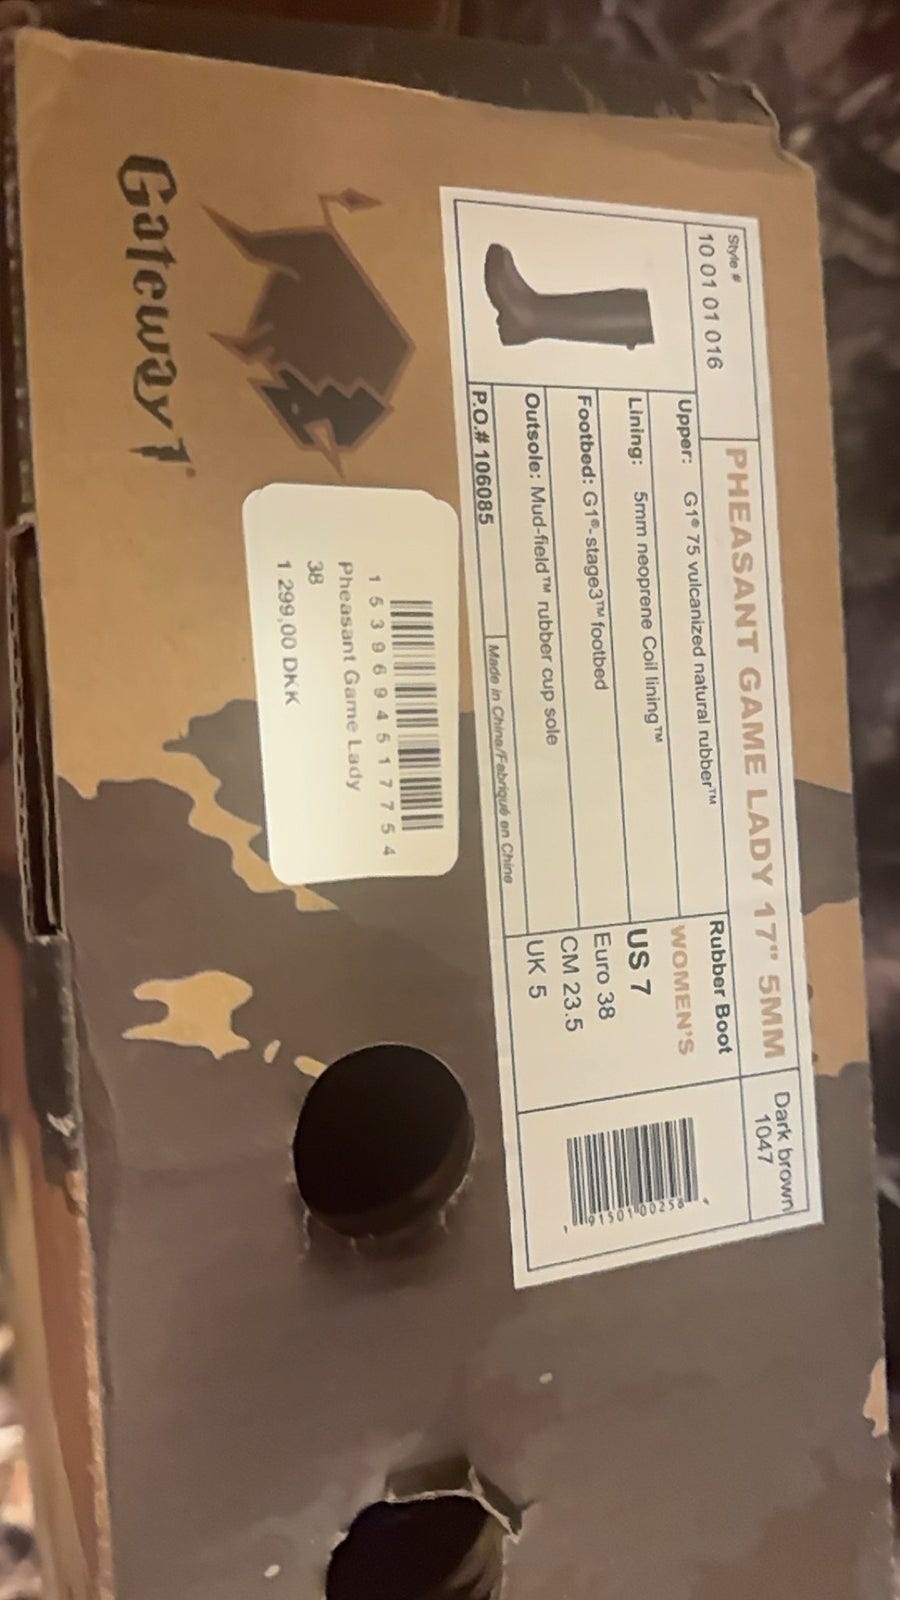 Gateway1®
Style #
10 01 01 016
PHEASANT GAME LADY 17" 5MM
Dark brown
1047
Upper: G1® 75 vulcanized natural rubber™
Lining: 5mm neoprene Coil lining™
Footbed: G1®-stage3™ footbed
Outsole: Mud-field™ rubber cup sole
P.O.# 106085
Made in China/Fabriqué en Chine
Rubber Boot
WOMEN'S
US 7
Euro 38
CM 23.5
UK 5
1 5 3 9 6 9 4 5 1 7 7 5 4
Pheasant Game Lady
38
1 299,00 DKK